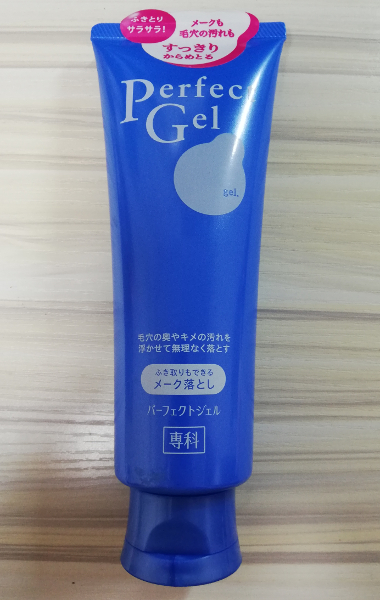 ふきとり
サラサラ!
メークも
毛穴の汚れも
すっきり
からめとる
Perfec
Gel
gel.
毛穴の奥やキメの汚れを
浮かせて無理なく落とす
ふき取りもできる
メーク落とし
パーフェクトジェル
専科